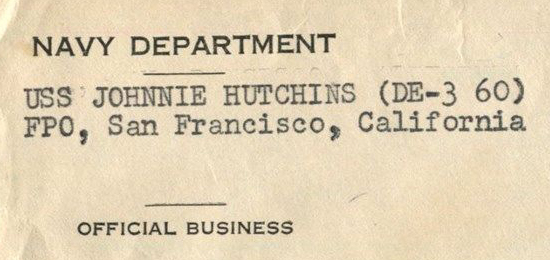 NAVY DEPARTMENT
USS JOHNNIE HUTCHINS (DE-3 60)
FPO, San Francisco, California
OFFICIAL BUSINESS